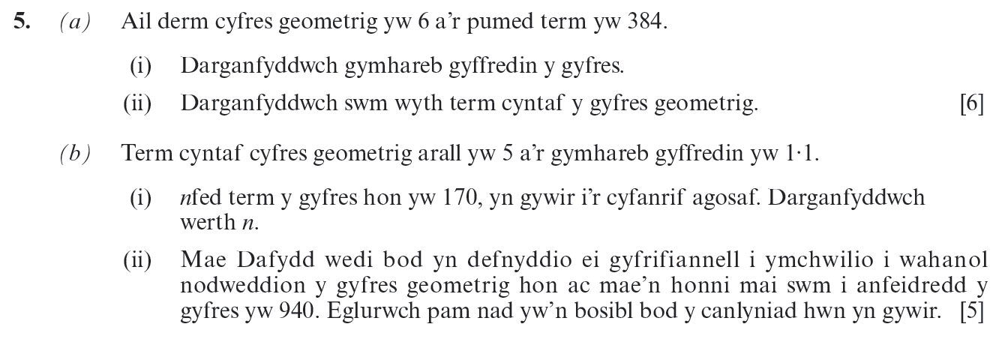 5. (a) Ail derm cyfres geometrig yw 6 a’r pumed term yw 384.
(i) Darganfyddwch gymhareb gyffredin y gyfres.
(ii) Darganfyddwch swm wyth term cyntaf y gyfres geometrig. [6]
(b) Term cyntaf cyfres geometrig arall yw 5 a’r gymhareb gyffredin yw 1·1.
(i) nfed term y gyfres hon yw 170, yn gywir i’r cyfanrif agosaf. Darganfyddwch
werth n.
(ii) Mae Dafydd wedi bod yn defnyddio ei gyfrifiannell i ymchwilio i wahanol
nodweddion y gyfres geometrig hon ac mae’n honni mai swm i anfeidredd y
gyfres yw 940. Eglurwch pam nad yw’n bosibl bod y canlyniad hwn yn gywir. [5]